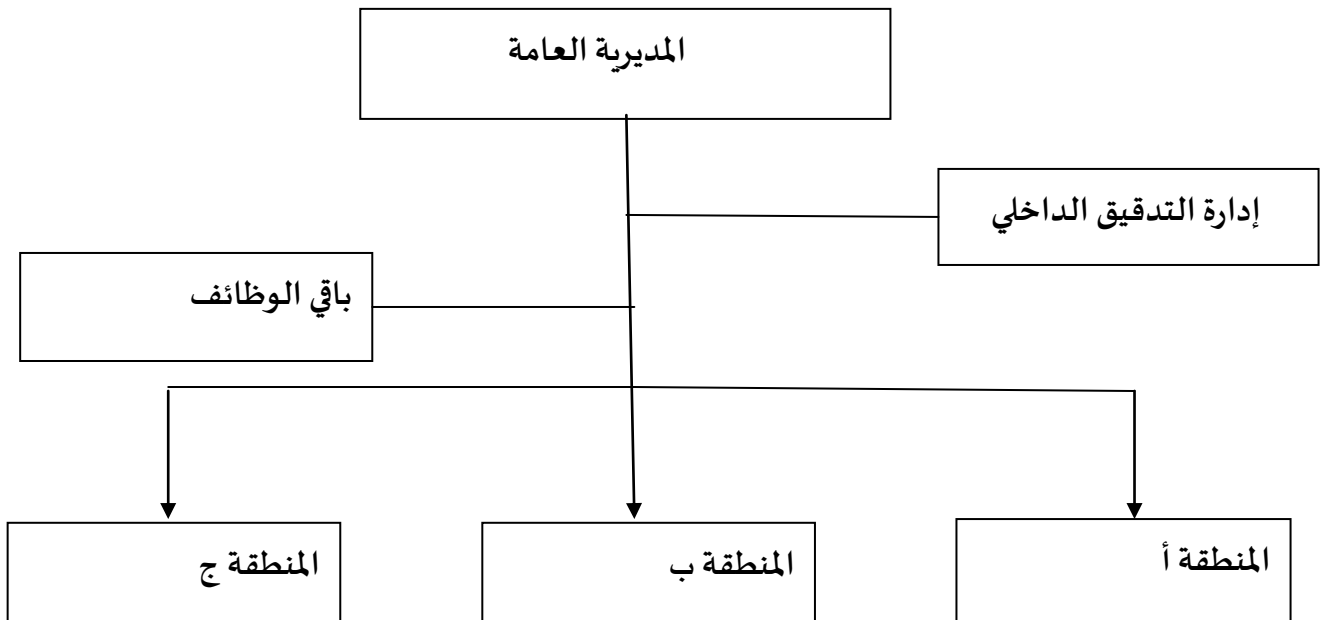 المديرية العامة
إدارة التدقيق الداخلي
باقي الوظائف
المنطقة أ
المنطقة ب
المنطقة ج